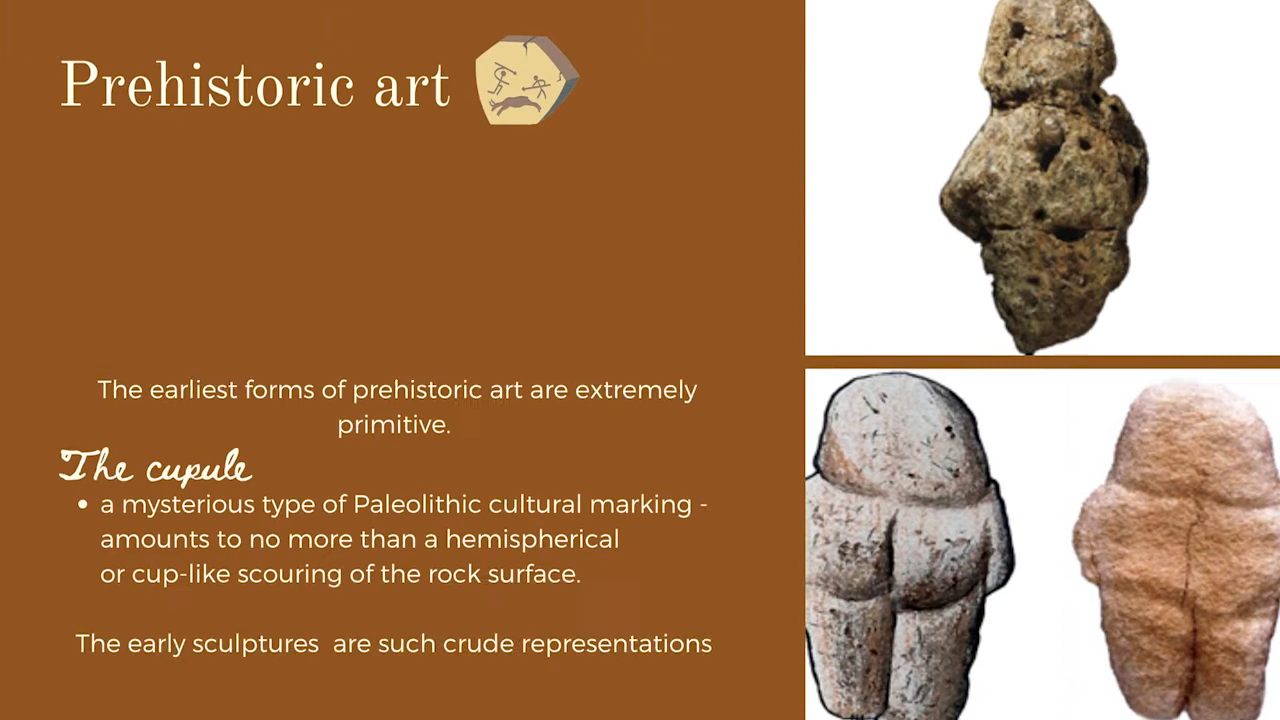 Prehistoric art
The earliest forms of prehistoric art are extremely
primitive.
The cupule
• a mysterious type of Paleolithic cultural marking -
amounts to no more than a hemispherical
or cup-like scouring of the rock surface.
The early sculptures are such crude representations